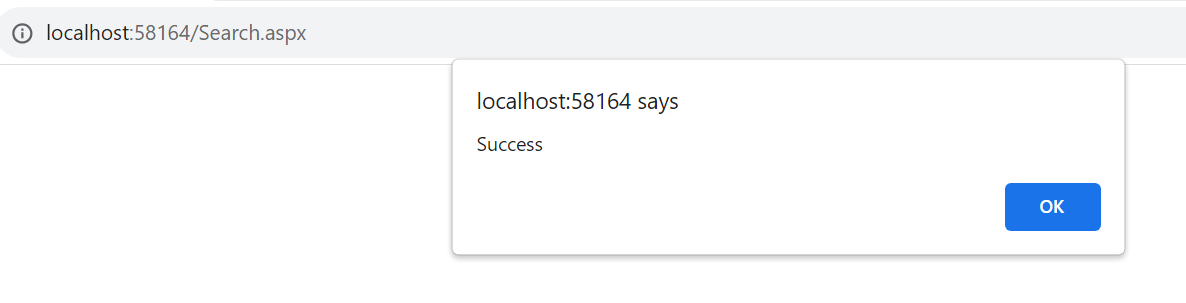 localhost:58164/Search.aspx
localhost:58164 says
Success
OK